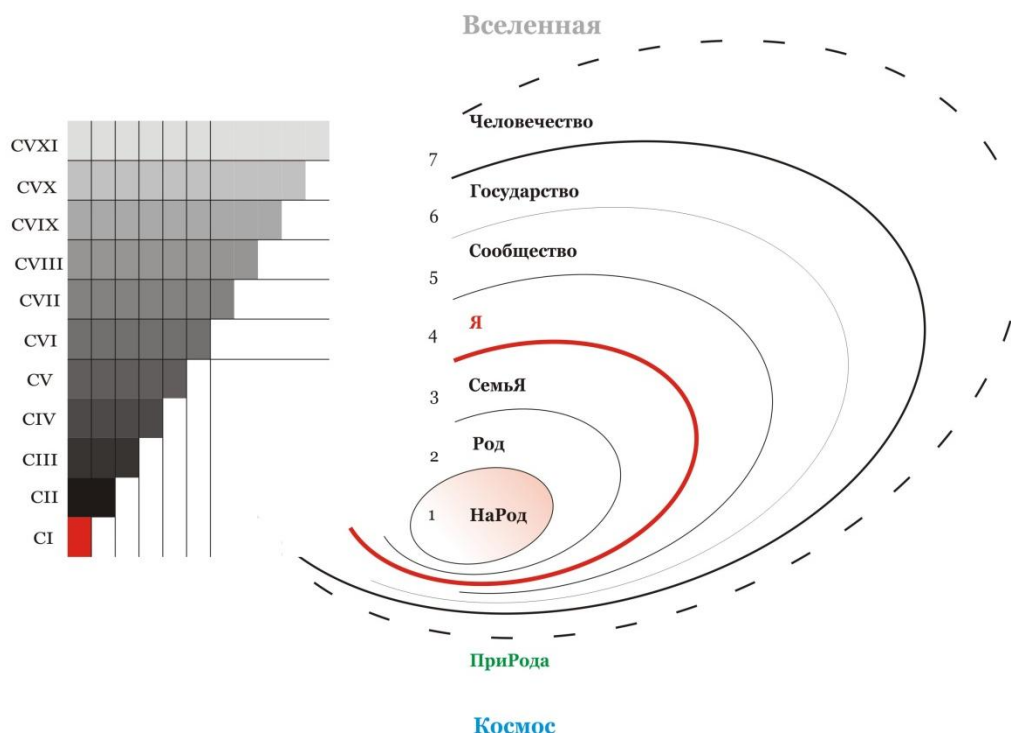 Вселенная
CVXI
CVX
CVIX
CVIII
CVII
CVI
CV
CIV
CIII
CII
CI
Человечество
7
Государство
6
Сообщество
5
Я
4
СемьЯ
3
Род
2
1 НаРод
ПриРода
Космос